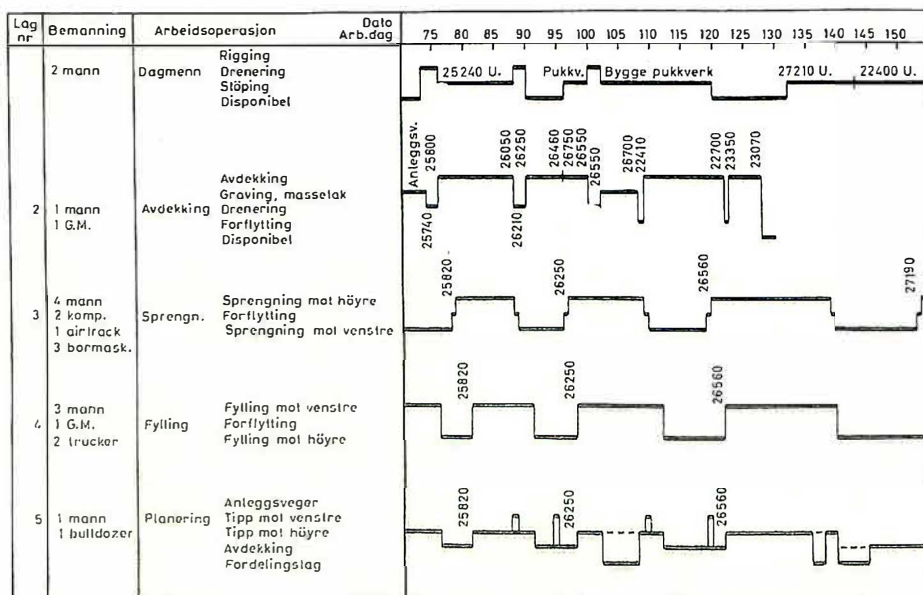 Lag nr Bemanning Arbeidsoperasjon Dato Arb.dag 75 80 85 90 95 100 105 110 115 120 125 130 135 140 145 150
Rigging
2 mann Dagmenn Drenering 25240 U. Pukkv. Bygge pukkverk 27210 U. 22400 U.
Stöping
Disponibel
Anleggsv. 25800 26050 26250 26460 26750 26550 26550 26700 22410 22700 23350 23070
Avdekking
Graving, massetak
2 1 mann Avdekking Drenering
1 G.M. Forflytting 25740 26210
Disponibel
25820 26250 26560 27190
4 mann Sprengning mot höyre
3 2 komp. Sprengn. Forflytting
1 airtrack Sprengning mot venstre
3 bormask.
25820 26250 26560
3 mann Fylling mot venstre
4 1 G.M. Fylling Forflytting
2 trucker Fylling mot höyre
25820 26250 26560
Anleggsveger
5 1 mann Planering Tipp mot venstre
1 bulldozer Tipp mot höyre
Avdekking
Fordelingslag